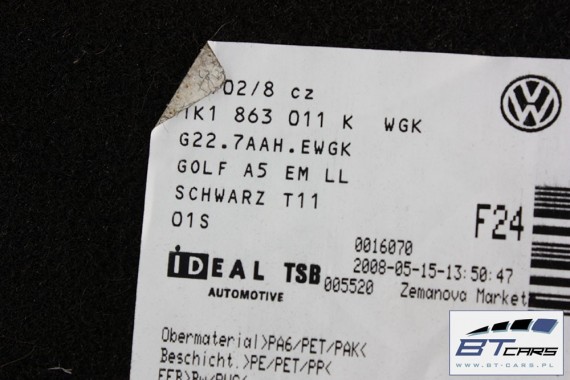 02/8 cz
1K1 863 011 K WGK
G22.7AAH.EWGK
GOLF A5 EM LL
SCHWARZ T11
01S
F24
0016070
IDEAL TSB
2008-05-15-13:50:47
AUTOMOTIVE
005520 Zemanova Market
Obermaterial>PA6/PET/PAK<
Beschicht.>PE/PET/PP<
BT CARS
WWW.BT-CARS.PL